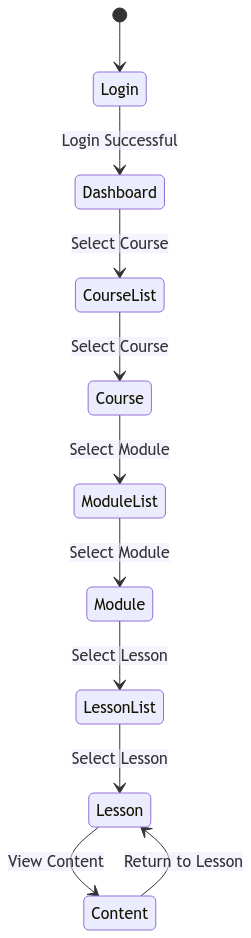 Login
Login Successful
Dashboard
Select Course
CourseList
Select Course
Course
Select Module
ModuleList
Select Module
Module
Select Lesson
LessonList
Select Lesson
Lesson
View Content
Return to Lesson
Content